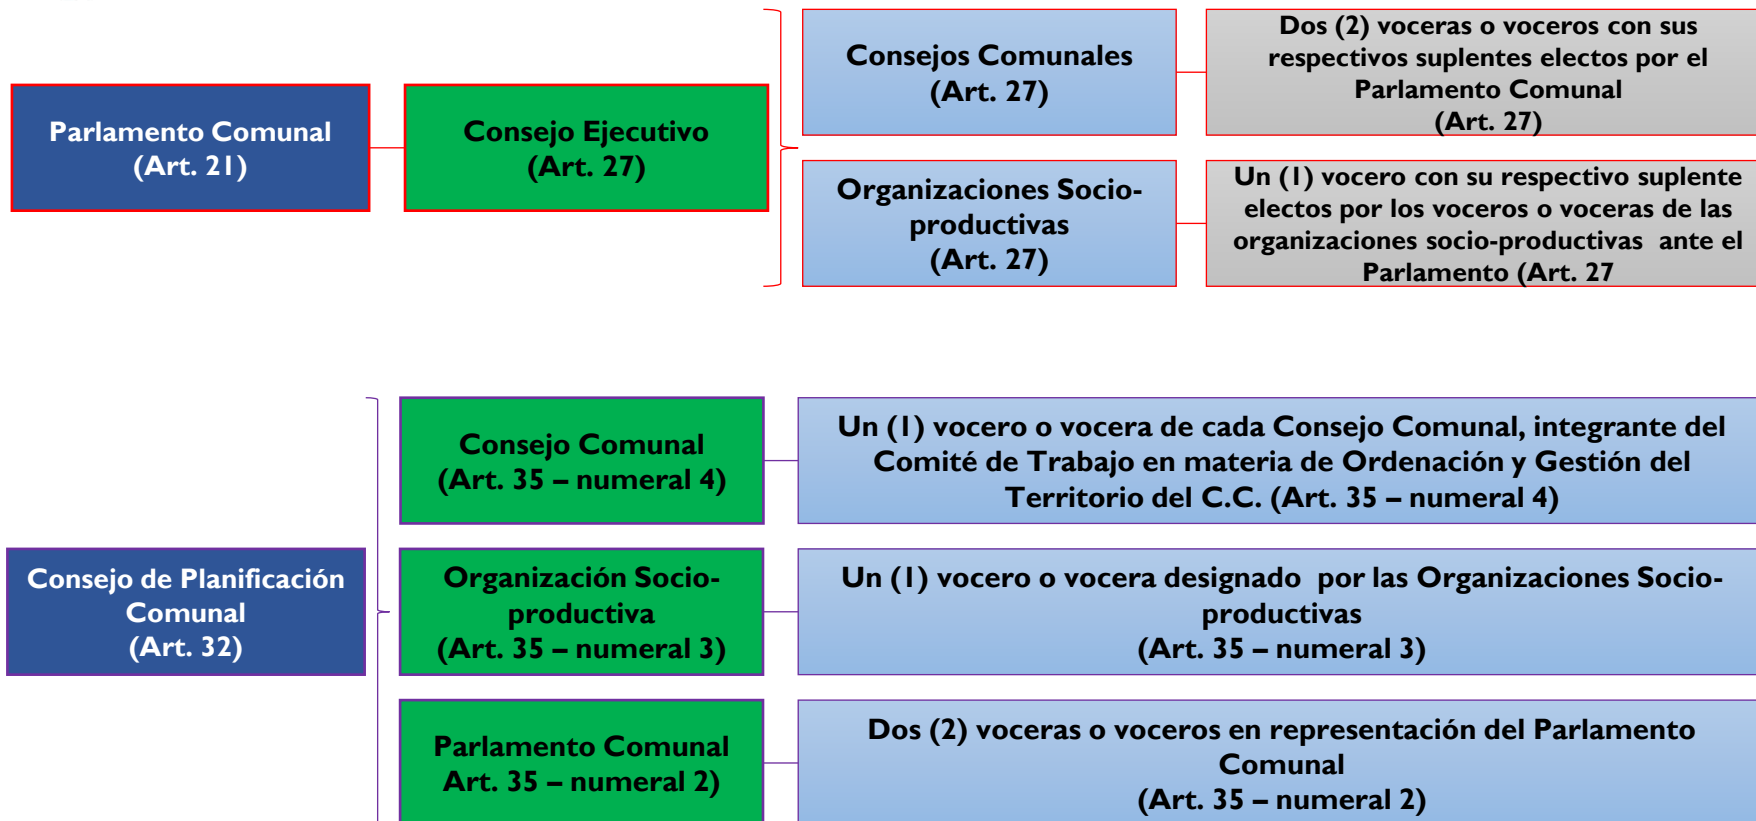 Parlamento Comunal
(Art. 21)
Consejo Ejecutivo
(Art. 27)
Consejos Comunales
(Art. 27)
Dos (2) voceras o voceros con sus
respectivos suplentes electos por el
Parlamento Comunal
(Art. 27)
Organizaciones Socio-
productivas
(Art. 27)
Un (1) vocero con su respectivo suplente
electos por los voceros o voceras de las
organizaciones socio-productivas ante el
Parlamento (Art. 27
Consejo de Planificación
Comunal
(Art. 32)
Consejo Comunal
(Art. 35 – numeral 4)
Un (1) vocero o vocera de cada Consejo Comunal, integrante del
Comité de Trabajo en materia de Ordenación y Gestión del
Territorio del C.C. (Art. 35 – numeral 4)
Organización Socio-
productiva
(Art. 35 – numeral 3)
Un (1) vocero o vocera designado por las Organizaciones Socio-
productivas
(Art. 35 – numeral 3)
Parlamento Comunal
Art. 35 – numeral 2)
Dos (2) voceras o voceros en representación del Parlamento
Comunal
(Art. 35 – numeral 2)